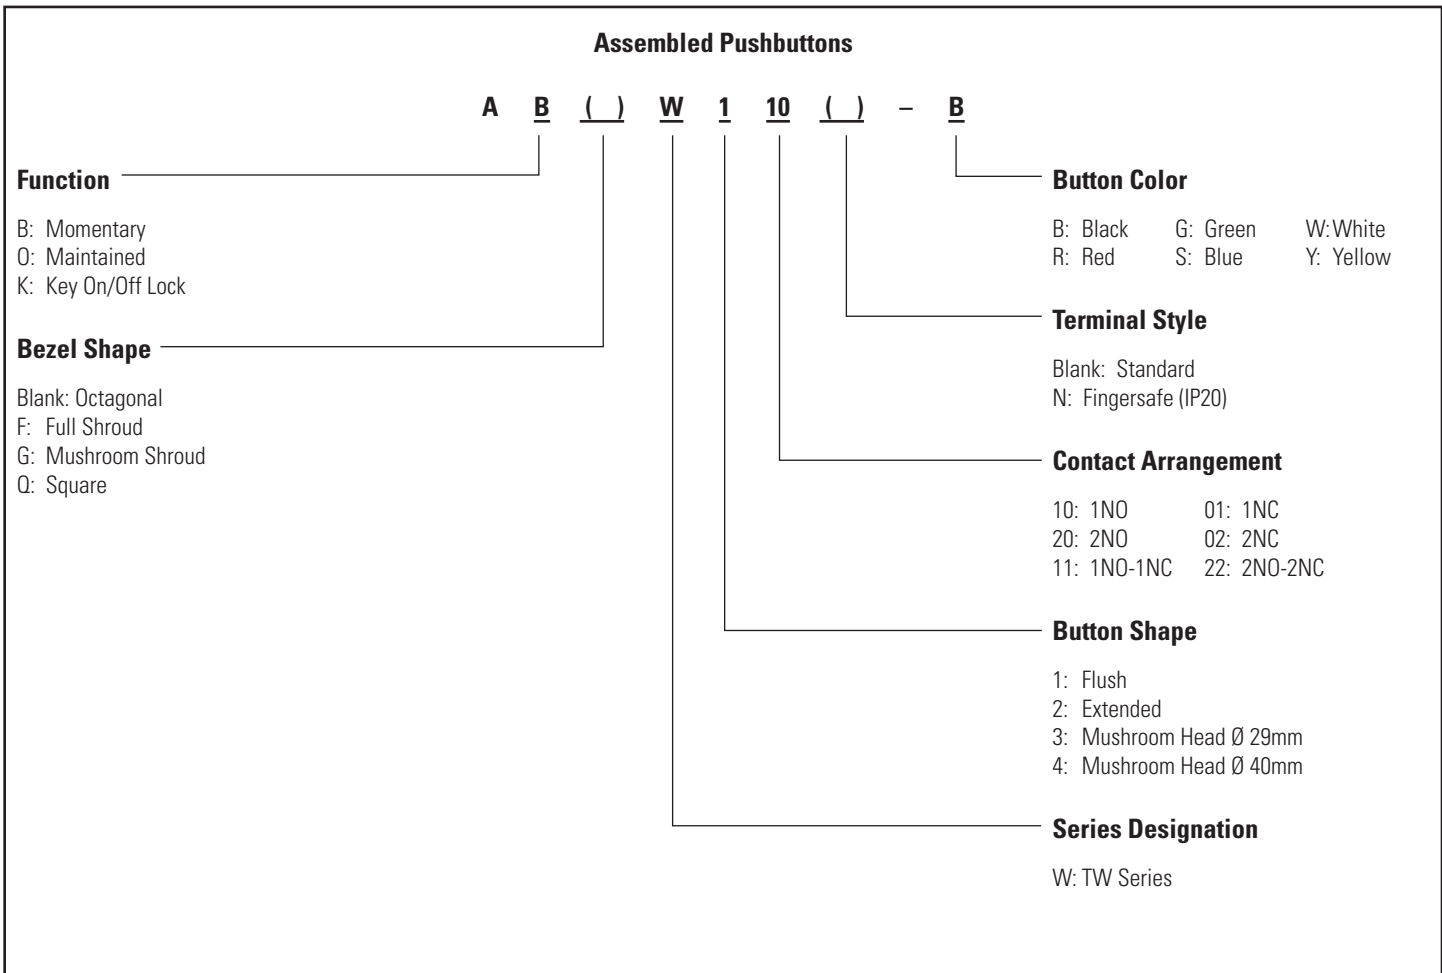 Assembled Pushbuttons
A B ( ) W 1 10 ( ) – B
Function
B: Momentary
O: Maintained
K: Key On/Off Lock
Bezel Shape
Blank: Octagonal
F: Full Shroud
G: Mushroom Shroud
Q: Square
Button Color
B: Black G: Green W: White
R: Red S: Blue Y: Yellow
Terminal Style
Blank: Standard
N: Fingersafe (IP20)
Contact Arrangement
10: 1NO 01: 1NC
20: 2NO 02: 2NC
11: 1NO-1NC 22: 2NO-2NC
Button Shape
1: Flush
2: Extended
3: Mushroom Head Ø 29mm
4: Mushroom Head Ø 40mm
Series Designation
W: TW Series